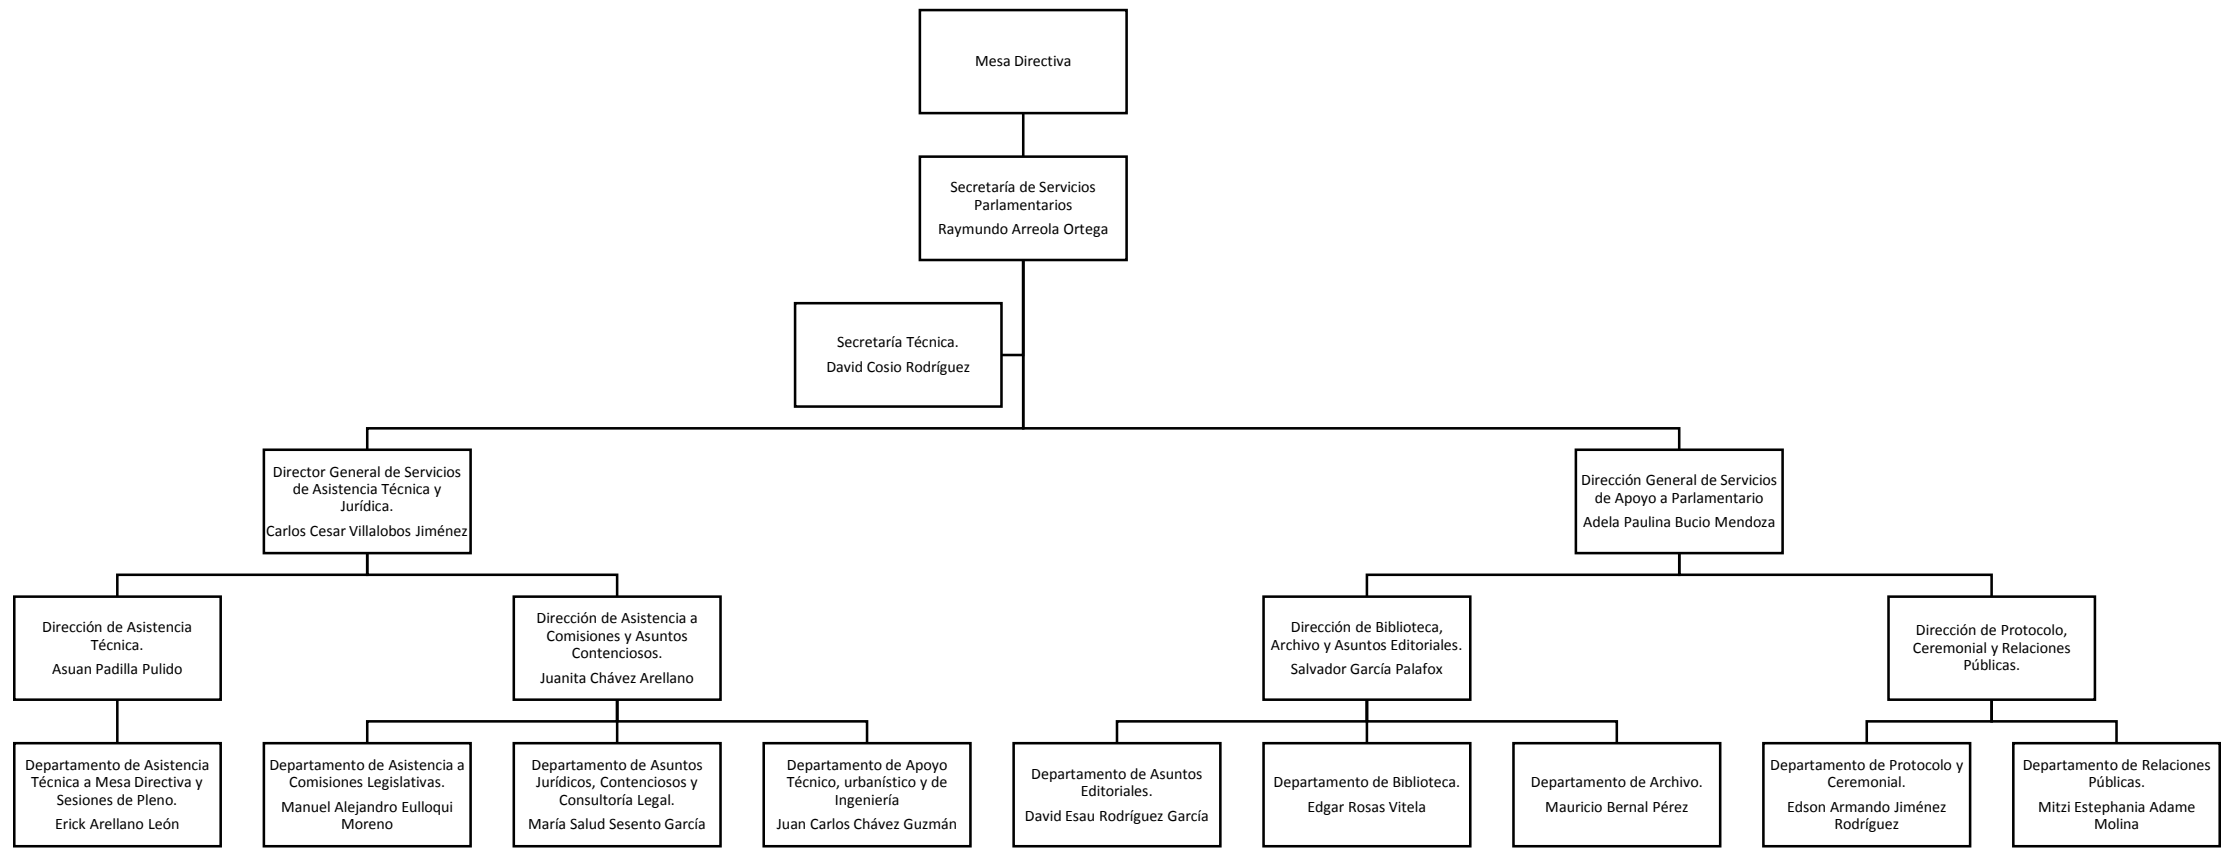 Mesa Directiva
Secretaría de Servicios
Parlamentarios
Raymundo Arreola Ortega
Secretaría Técnica.
David Cosio Rodríguez
Director General de Servicios
de Asistencia Técnica y
Jurídica.
Carlos Cesar Villalobos Jiménez
Dirección General de Servicios
de Apoyo a Parlamentario
Adela Paulina Bucio Mendoza
Dirección de Asistencia
Técnica.
Asuan Padilla Pulido
Dirección de Asistencia a
Comisiones y Asuntos
Contenciosos.
Juanita Chávez Arellano
Dirección de Biblioteca,
Archivo y Asuntos Editoriales.
Salvador García Palafox
Dirección de Protocolo,
Ceremonial y Relaciones
Públicas.
Departamento de Asistencia
Técnica a Mesa Directiva y
Sesiones de Pleno.
Erick Arellano León
Departamento de Asistencia a
Comisiones Legislativas.
Manuel Alejandro Eulloqui
Moreno
Departamento de Asuntos
Jurídicos, Contenciosos y
Consultoría Legal.
María Salud Sesento García
Departamento de Apoyo
Técnico, urbanístico y de
Ingeniería
Juan Carlos Chávez Guzmán
Departamento de Asuntos
Editoriales.
David Esau Rodríguez García
Departamento de Biblioteca.
Edgar Rosas Vitela
Departamento de Archivo.
Mauricio Bernal Pérez
Departamento de Protocolo y
Ceremonial.
Edson Armando Jiménez
Rodríguez
Departamento de Relaciones
Públicas.
Mitzi Estephania Adame
Molina